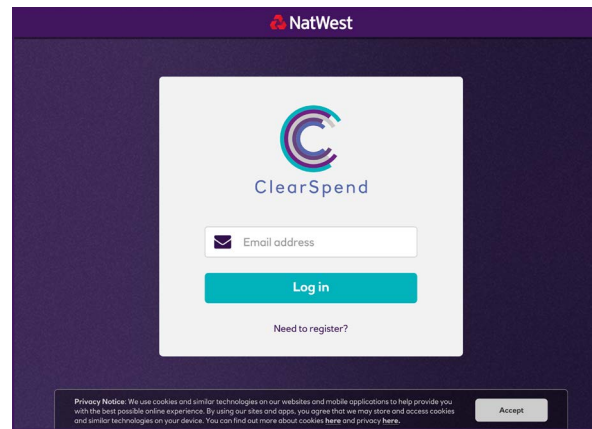 NatWest
ClearSpend
Email address
Log in
Need to register?
Privacy Notice: We use cookies and similar technologies on our websites and mobile applications to help provide you
with the best possible online experience. By using our sites and apps, you agree that we may store and access cookies
and similar technologies on your device. You can find out more about cookies here and privacy here.
Accept